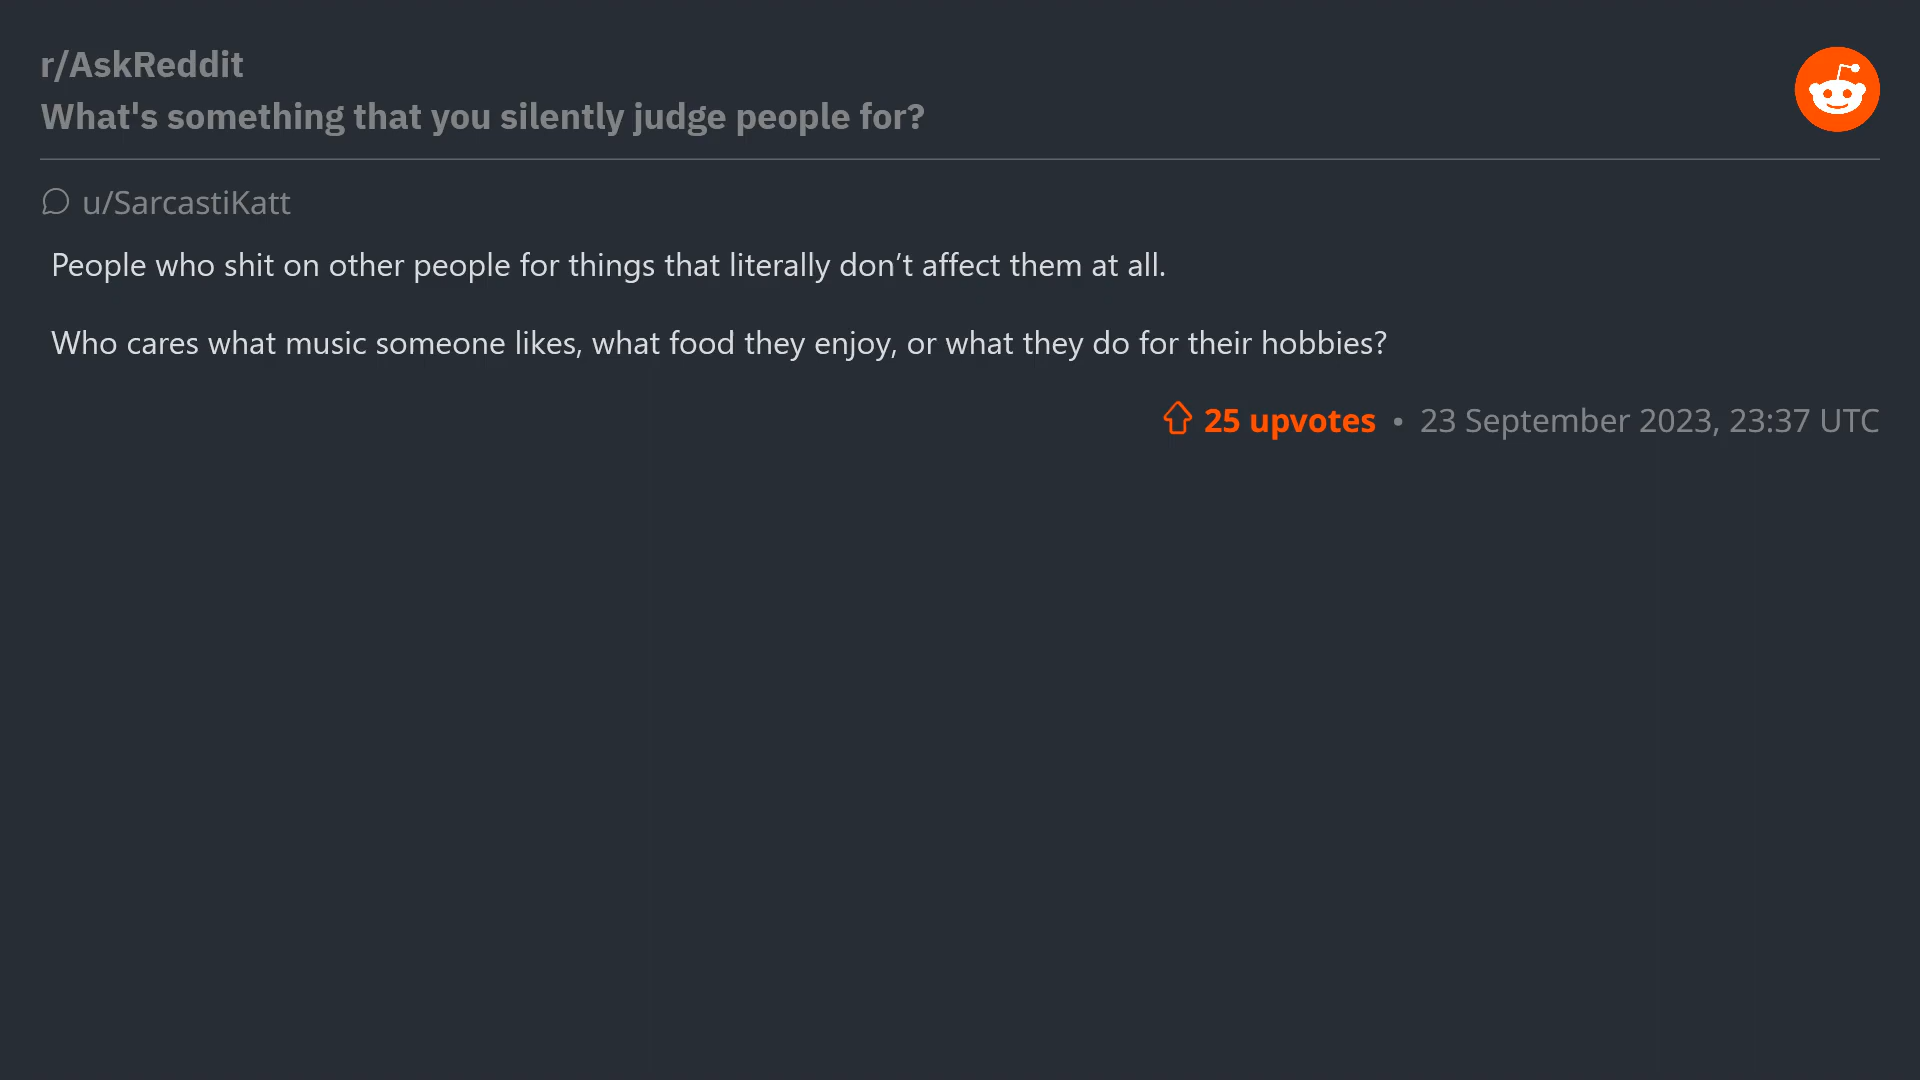 r/AskReddit
What's something that you silently judge people for?
u/SarcastiKatt
People who shit on other people for things that literally don’t affect them at all.
Who cares what music someone likes, what food they enjoy, or what they do for their hobbies?
25 upvotes • 23 September 2023, 23:37 UTC